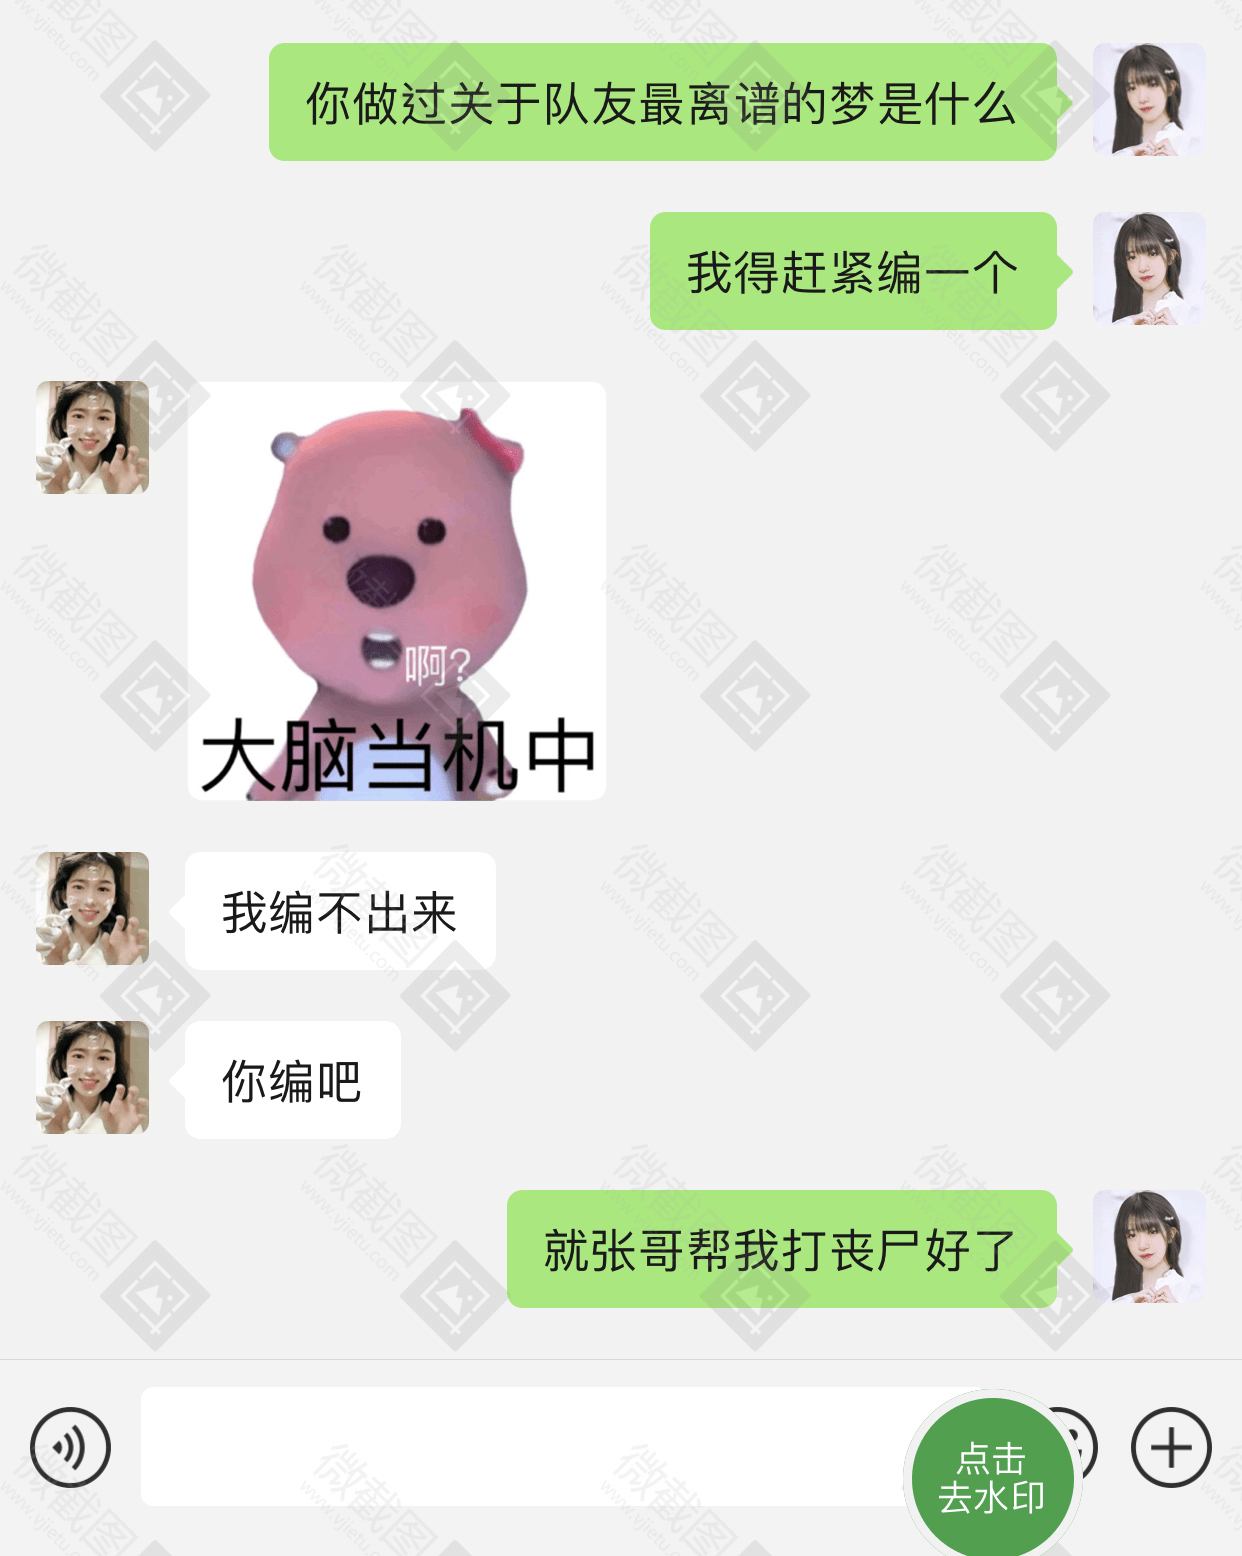 你做过关于队友最离谱的梦是什么
我得赶紧编一个
啊?
大脑当机中
我编不出来
你编吧
就张哥帮我打丧尸好了
点击
去水印
微截图
www.vjietu.com